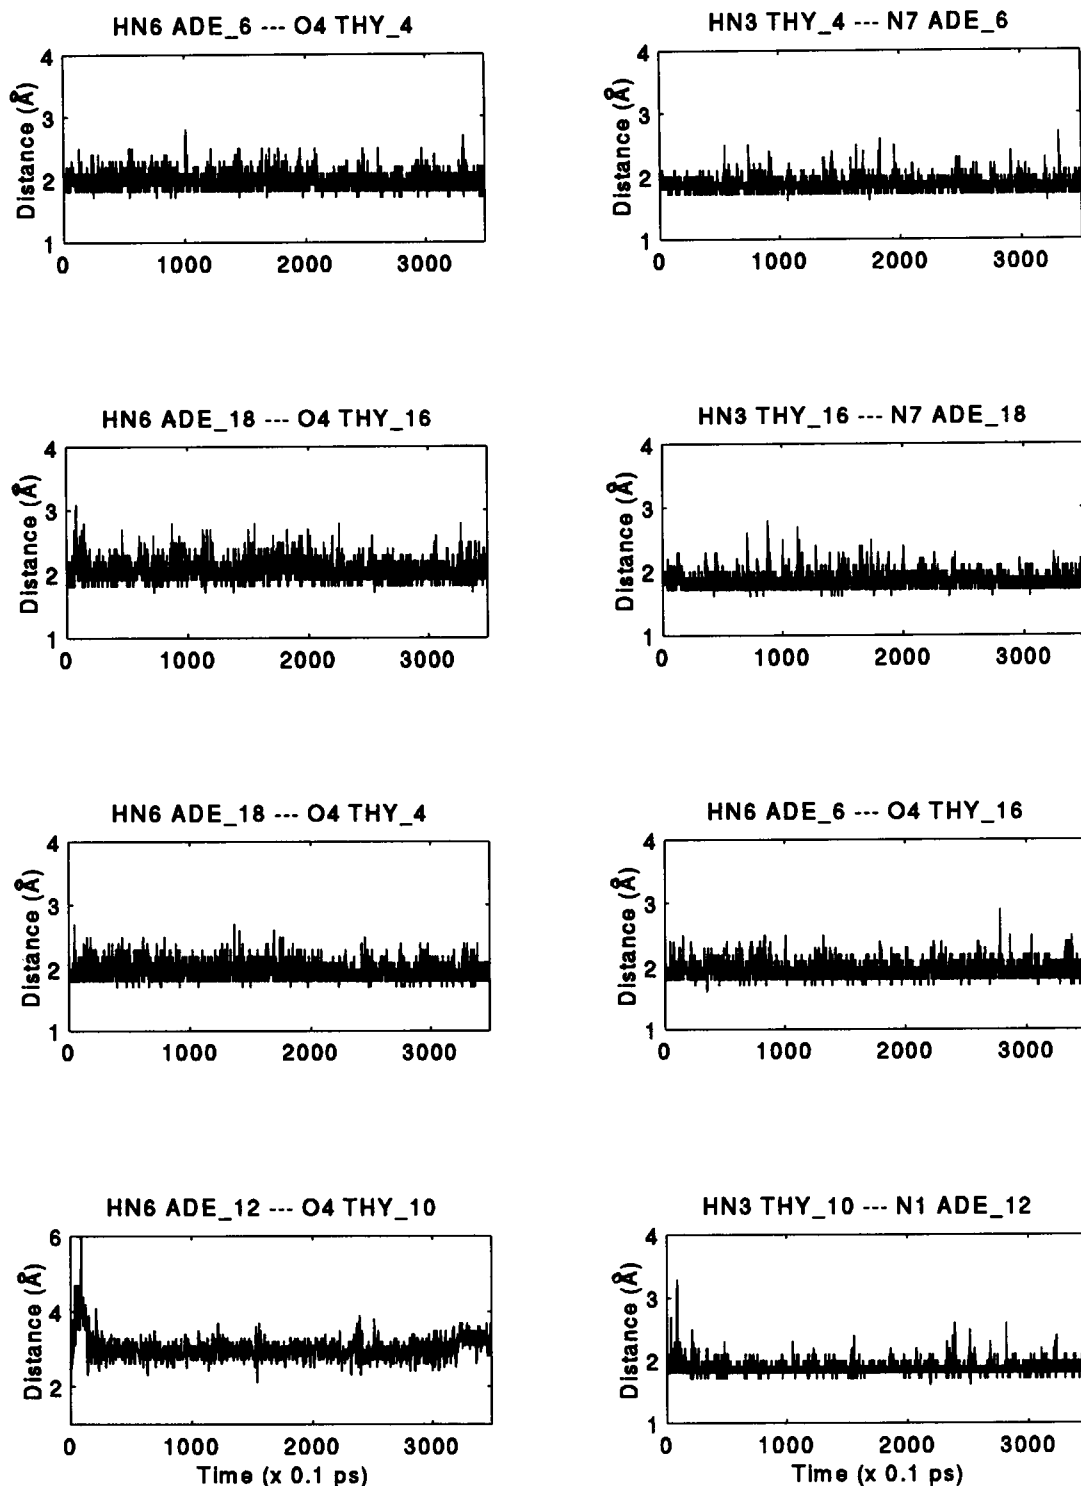 HN6 ADE_6 --- O4 THY_4
HN3 THY_4 --- N7 ADE_6
Distance (Å)
4
3
2
1
0 1000 2000 3000
Distance (Å)
4
3
2
1
0 1000 2000 3000
HN6 ADE_18 --- O4 THY_16
HN3 THY_16 --- N7 ADE_18
Distance (Å)
4
3
2
1
0 1000 2000 3000
Distance (Å)
4
3
2
1
0 1000 2000 3000
HN6 ADE_18 --- O4 THY_4
HN6 ADE_6 --- O4 THY_16
Distance (Å)
4
3
2
1
0 1000 2000 3000
Distance (Å)
4
3
2
1
0 1000 2000 3000
HN6 ADE_12 --- O4 THY_10
HN3 THY_10 --- N1 ADE_12
Distance (Å)
6
4
2
0 1000 2000 3000
Time (x 0.1 ps)
Distance (Å)
4
3
2
1
0 1000 2000 3000
Time (x 0.1 ps)